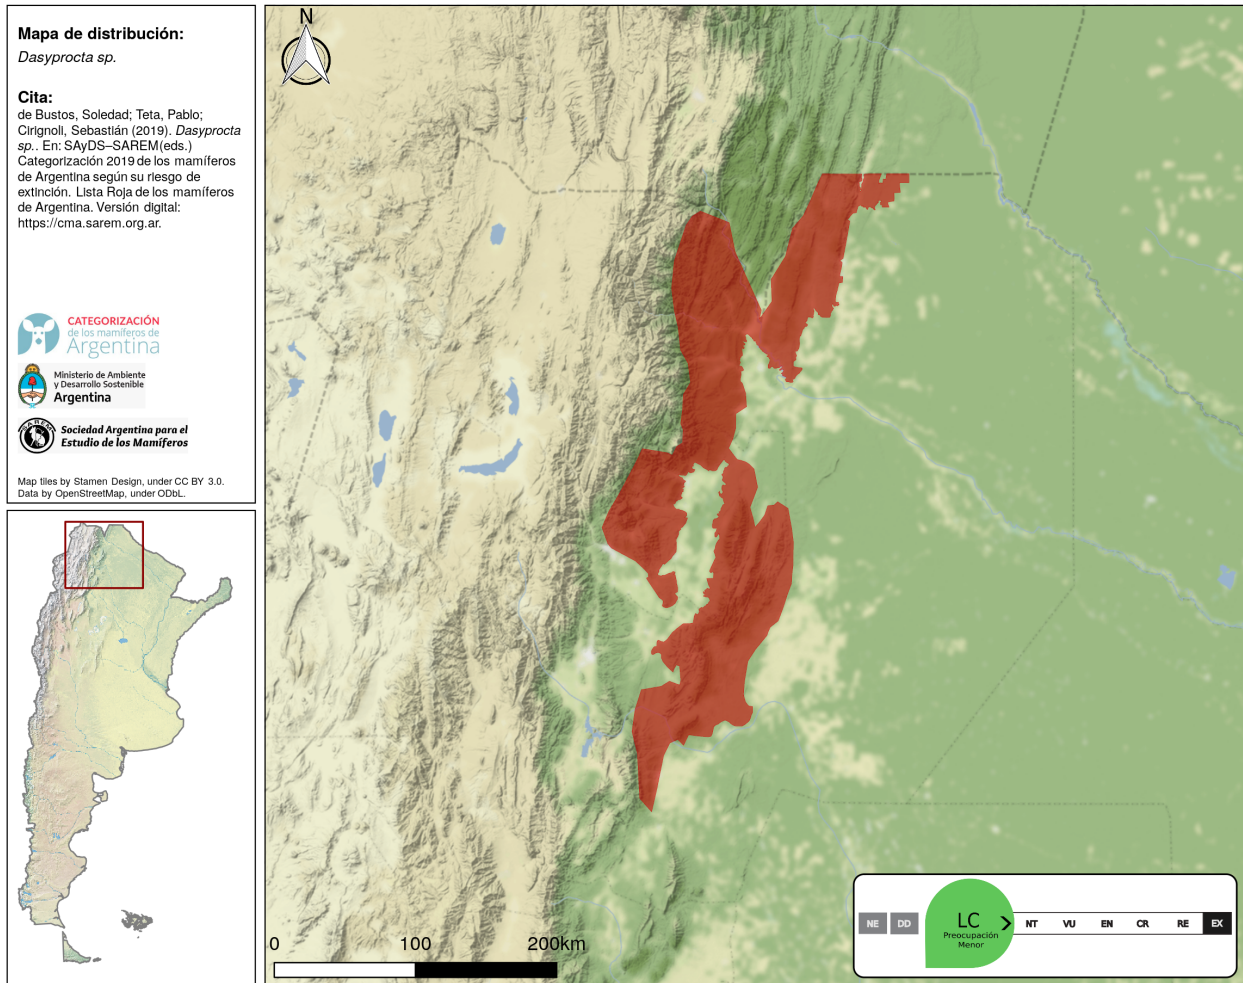 Mapa de distribución:
Dasyprocta sp.
Cita:
de Bustos, Soledad; Teta, Pablo;
Cirignoli, Sebastián (2019). Dasyprocta
sp.. En: SAyDS–SAREM(eds.)
Categorización 2019 de los mamíferos
de Argentina según su riesgo de
extinción. Lista Roja de los mamíferos
de Argentina. Versión digital:
https://cma.sarem.org.ar.
CATEGORIZACIÓN
de los mamíferos de
Argentina
Ministerio de Ambiente
y Desarrollo Sostenible
Argentina
SAREM
Sociedad Argentina para el
Estudio de los Mamíferos
Map tiles by Stamen Design, under CC BY 3.0.
Data by OpenStreetMap, under ODbL.
N
0 100 200km
NE DD LC NT VU EN CR RE EX
Preocupación
Menor